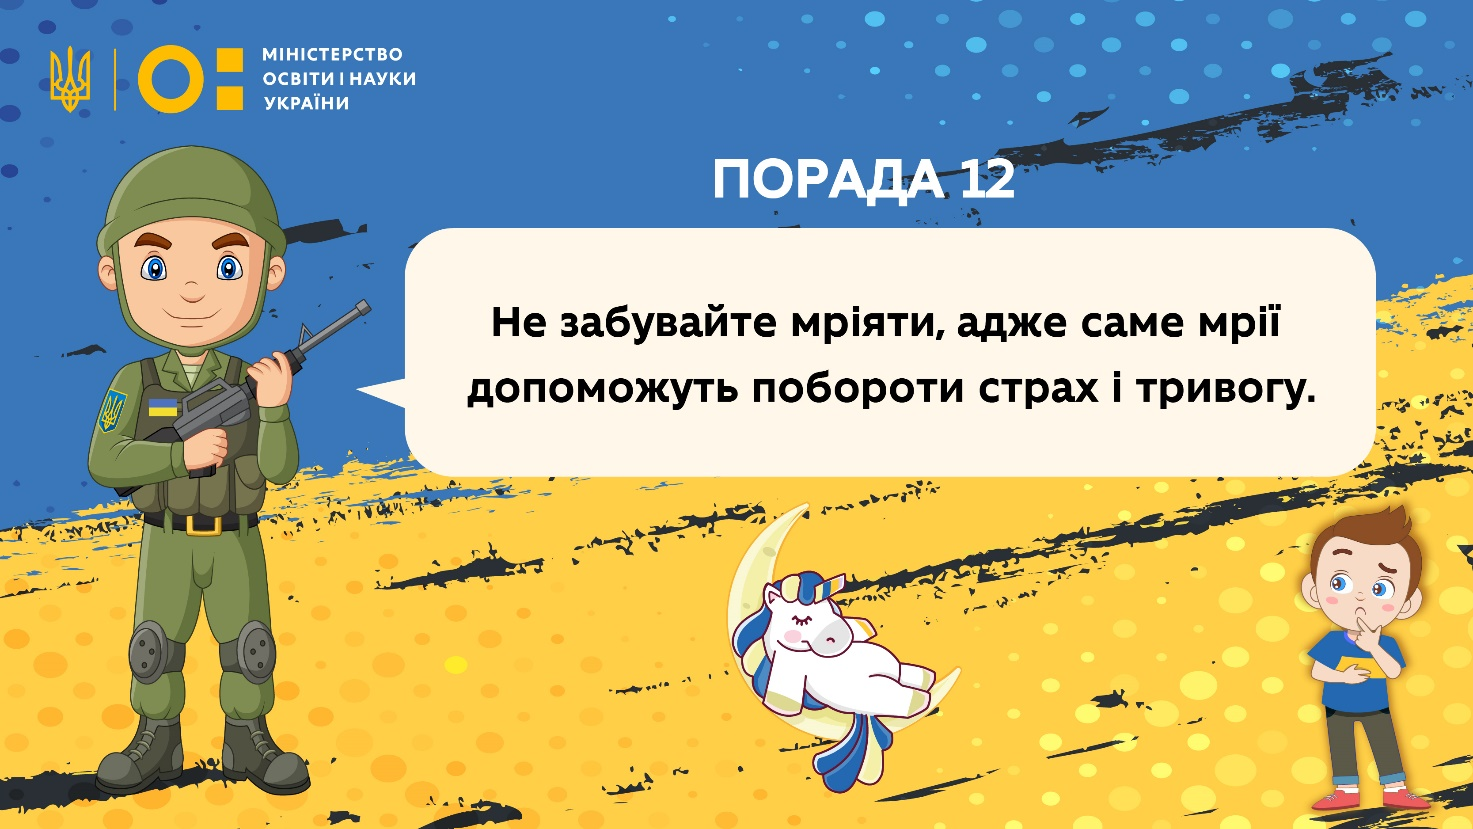 МІНІСТЕРСТВО
ОСВІТИ І НАУКИ
УКРАЇНИ
ПОРАДА 12
Не забувайте мріяти, адже саме мрії
допоможуть побороти страх і тривогу.